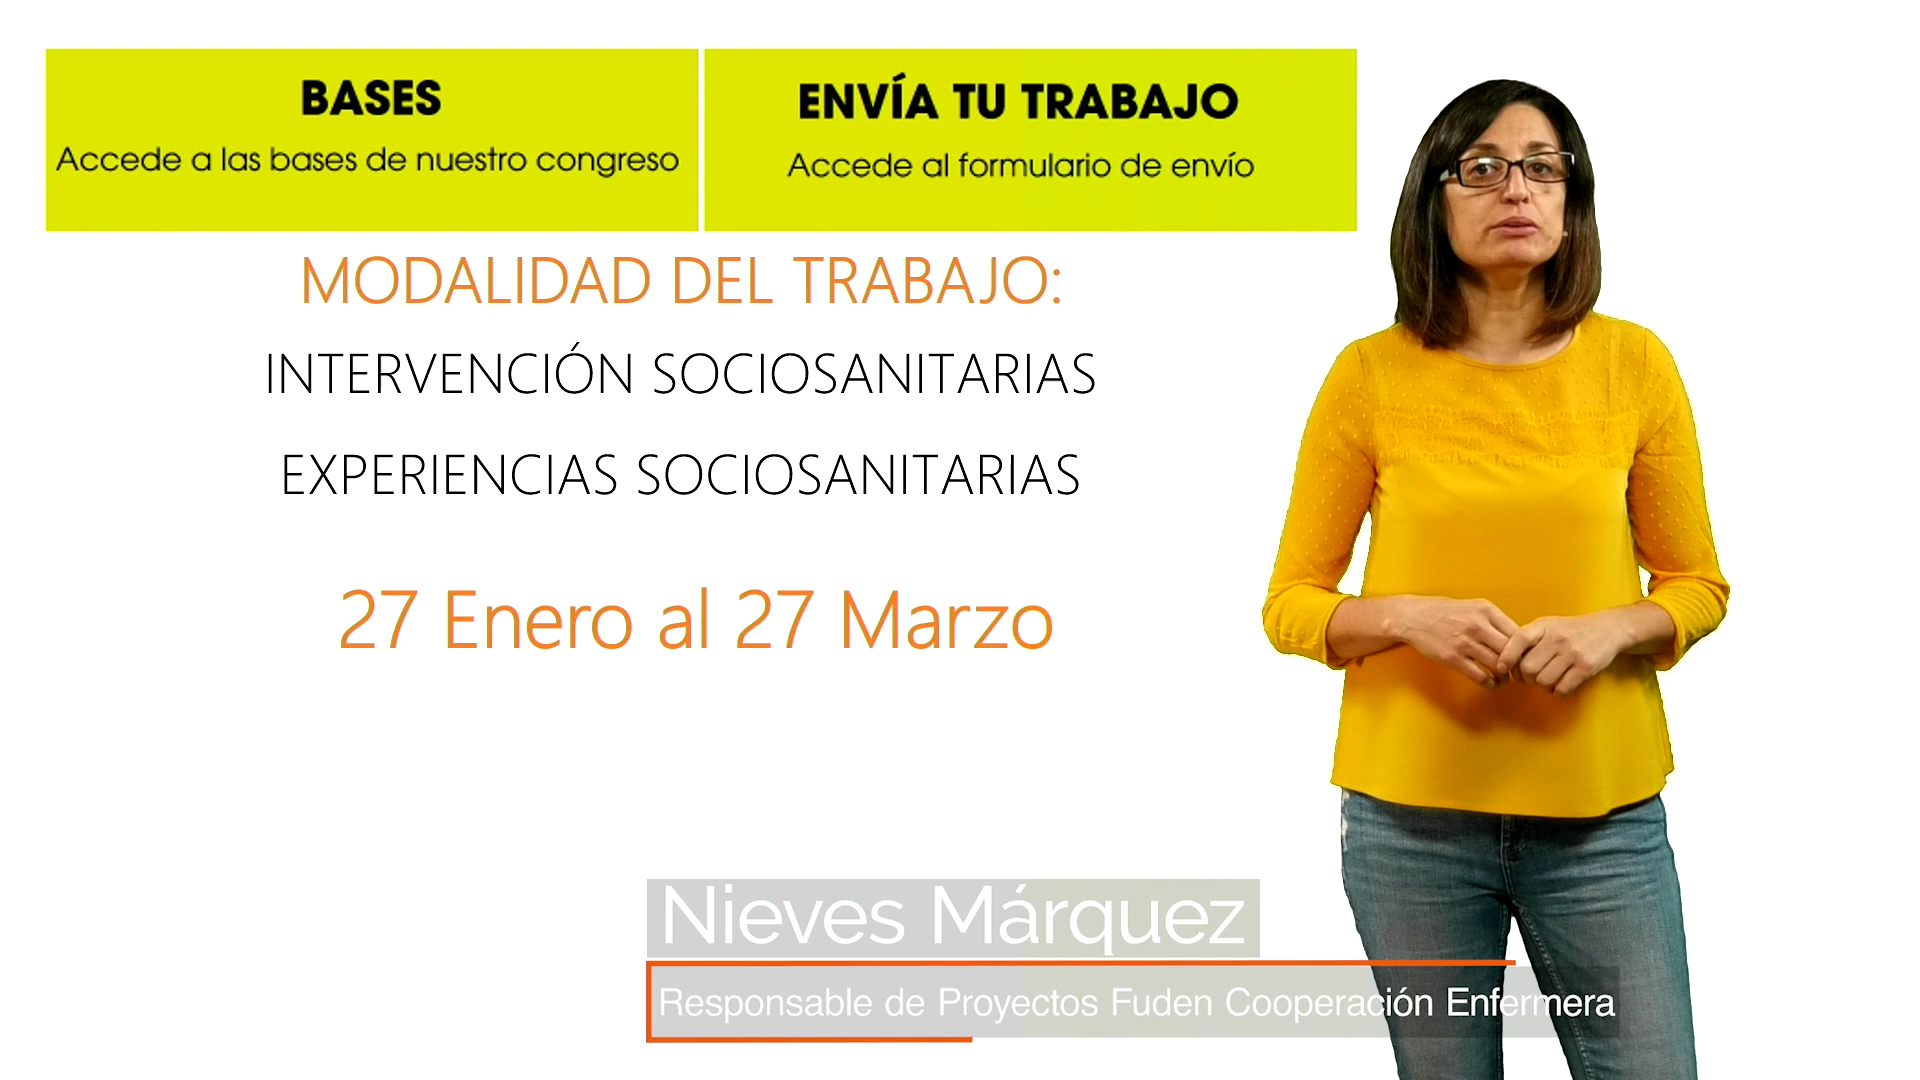 BASES
Accede a las bases de nuestro congreso
ENVÍA TU TRABAJO
Accede al formulario de envío
MODALIDAD DEL TRABAJO:
INTERVENCIÓN SOCIOSANITARIAS
EXPERIENCIAS SOCIOSANITARIAS
27 Enero al 27 Marzo
Nieves Márquez
Responsable de Proyectos Fuden Cooperación Enfermera